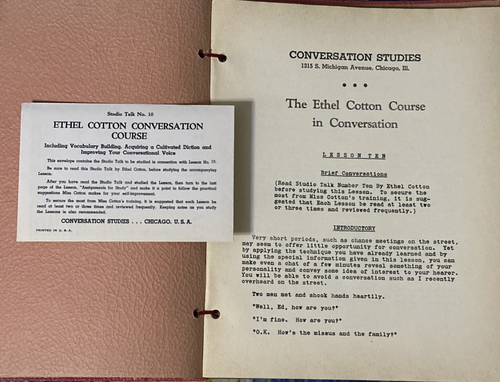 Studio Talk No. 10
ETHEL COTTON CONVERSATION
COURSE
Including Vocabulary Building, Acquiring a Cultivated Diction and
Improving Your Conversational Voice
This envelope contains the Studio Talk to be studied in connection with Lesson No. 10.
Be sure to read this Studio Talk by Ethel Cotton, before studying the accompanying
Lesson.
After you have read the Studio Talk and studied the Lesson, then turn to the last
page of the Lesson, "Assignments for Study" and make it a point to follow the practical
suggestions Miss Cotton makes for your self-improvement.
To secure the most from Miss Cotton's training, it is suggested that each Lesson be
read at least two or three times and reviewed frequently. Keeping notes as you study
the Lessons is also recommended.
CONVERSATION STUDIES . . . CHICAGO, U. S. A.
PRINTED IN U. S. A.
CONVERSATION STUDIES
1315 S. Michigan Avenue, Chicago, Ill.
The Ethel Cotton Course
in Conversation
LESSON TEN
Brief Conversations
(Read Studio Talk Number Ten By Ethel Cotton
before studying this Lesson. To secure the
most from Miss Cotton's training, it is sug-
gested that Each Lesson be read at least two
or three times and reviewed frequently.)
INTRODUCTORY
Very short periods, such as chance meetings on the street,
may seem to offer little opportunity for conversation. Yet
by applying the technique you have already learned and by
using the special information given in this lesson, you can
make even a chat of a few minutes reveal something of your
personality and convey some idea of interest to your hearer.
You will be able to avoid a conversation such as I recently
overheard on the street.
Two men met and shook hands heartily.
"Well, Ed, how are you?"
"I'm fine. How are you?"
"O.K. How's the missus and the family?"